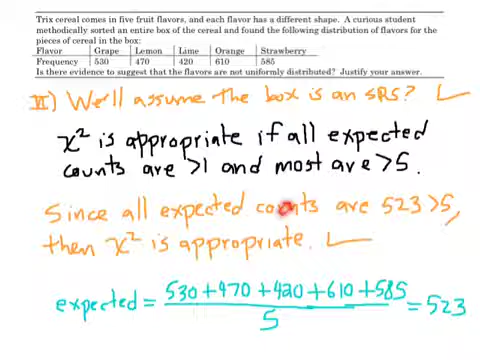 Trix cereal comes in five fruit flavors, and each flavor has a different shape. A curious student
methodically sorted an entire box of the cereal and found the following distribution of flavors for the
pieces of cereal in the box:
Flavor Grape Lemon Lime Orange Strawberry
Frequency 530 470 420 610 585
Is there evidence to suggest that the flavors are not uniformly distributed? Justify your answer.
II) We'll assume the box is an SRS?
χ² is appropriate if all expected
counts are >1 and most are >5.
Since all expected counts are 523 >5,
then χ² is appropriate.
expected = 530+470+420+610+585 / 5 = 523